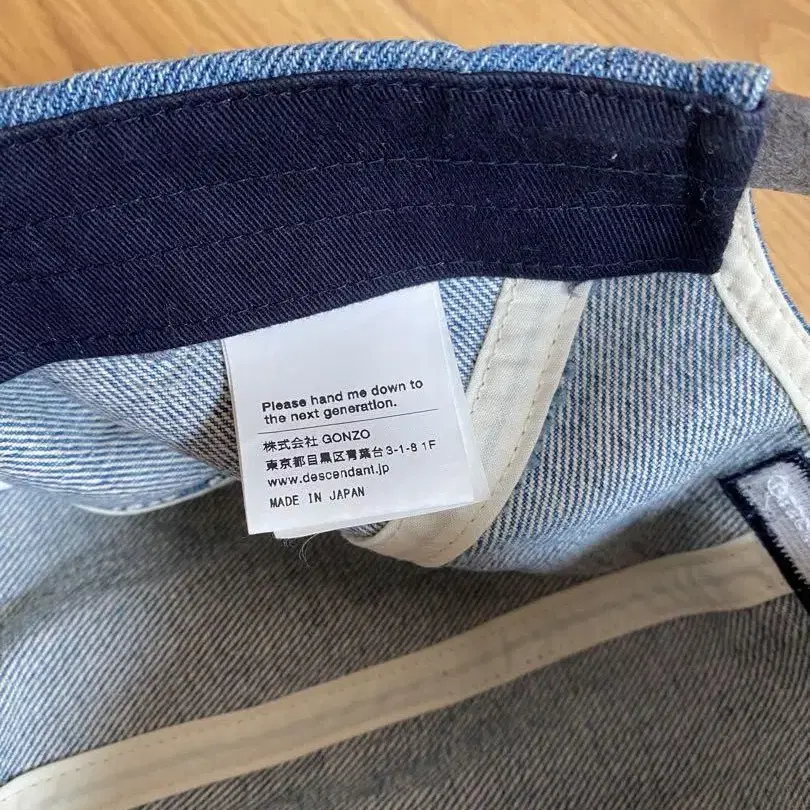 Please hand me down to
the next generation.
株式会社 GONZO
東京都目黒区青葉台3-1-8 1F
www.descendant.jp
MADE IN JAPAN